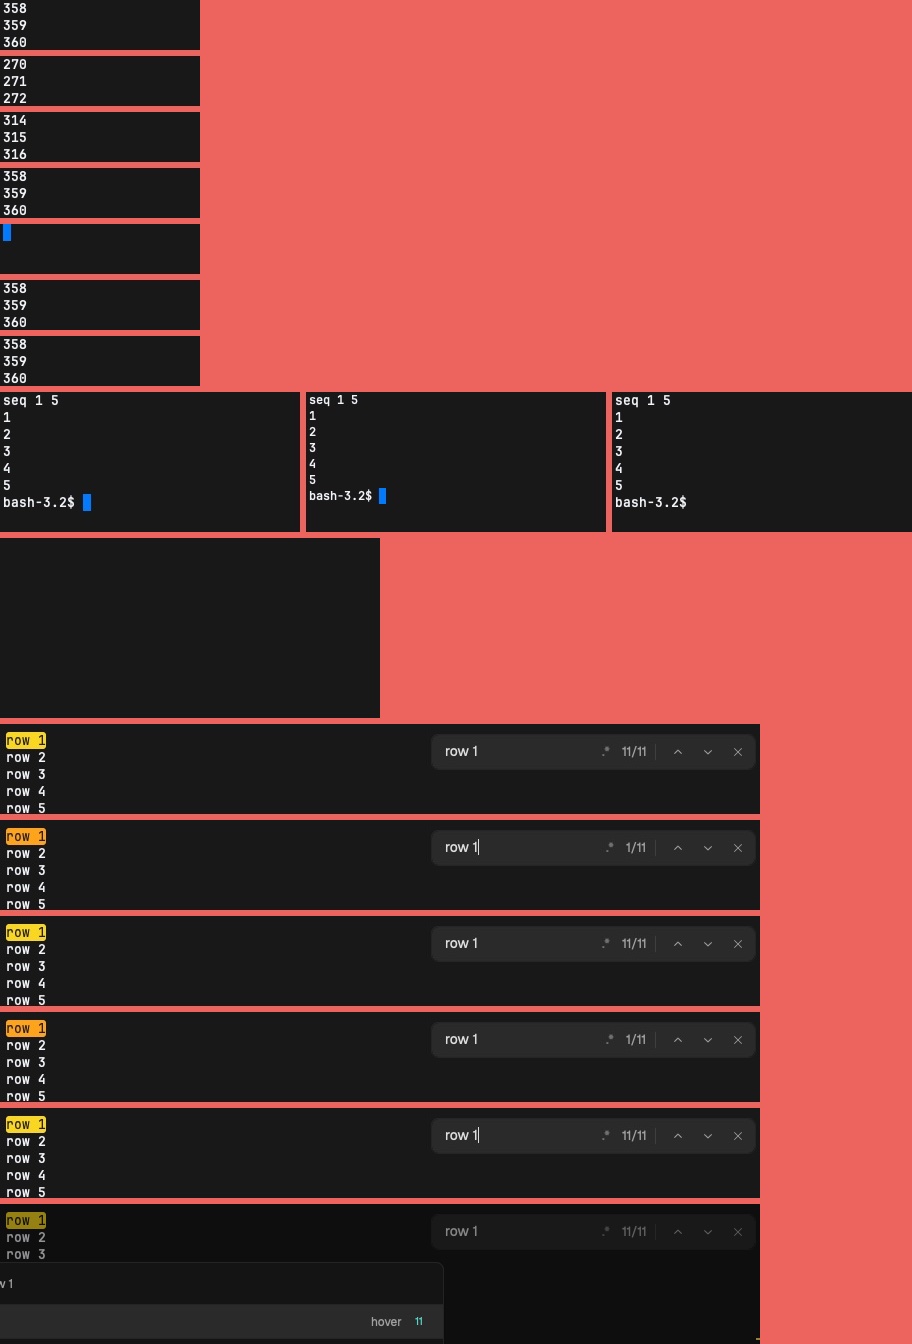 358
359
360
270
271
272
314
315
316
358
359
360
358
359
360
358
359
360
seq 1 5
1
2
3
4
5
bash-3.2$
seq 1 5
1
2
3
4
5
bash-3.2$
seq 1 5
1
2
3
4
5
bash-3.2$
row 1
row 1 .* 11/11
row 2
row 3
row 4
row 5
row 1
row 1 .* 1/11
row 2
row 3
row 4
row 5
row 1
row 1 .* 11/11
row 2
row 3
row 4
row 5
row 1
row 1 .* 1/11
row 2
row 3
row 4
row 5
row 1
row 1 .* 11/11
row 2
row 3
row 4
row 5
row 1
row 1 .* 11/11
row 2
row 3
w 1
hover 11